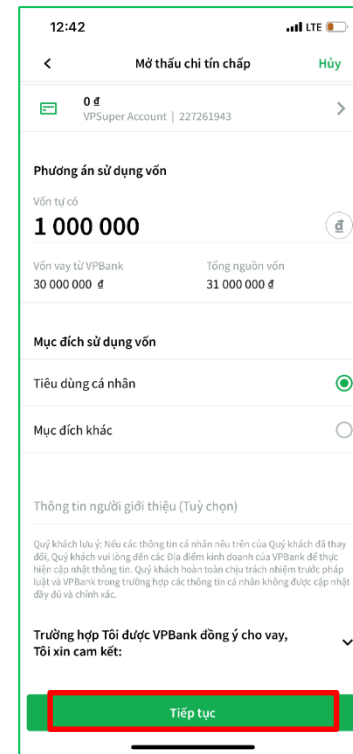 12:42
LTE
Mở thấu chi tín chấp
Hủy
0 ₫
VPSuper Account | 227261943
Phương án sử dụng vốn
Vốn tự có
1 000 000
đ
Vốn vay từ VPBank
Tổng nguồn vốn
30 000 000 ₫
31 000 000 ₫
Mục đích sử dụng vốn
Tiêu dùng cá nhân
Mục đích khác
Thông tin người giới thiệu (Tuỳ chọn)
Quý khách lưu ý: Nếu các thông tin cá nhân nêu trên của Quý khách đã thay
đổi, Quý khách vui lòng đến các Địa điểm kinh doanh của VPBank để thực
hiện cập nhật thông tin. Quý khách hoàn toàn chịu trách nhiệm trước pháp
luật và VPBank trong trường hợp các thông tin cá nhân không được cập nhật
đầy đủ và chính xác.
Trường hợp Tôi được VPBank đồng ý cho vay,
Tôi xin cam kết:
Tiếp tục